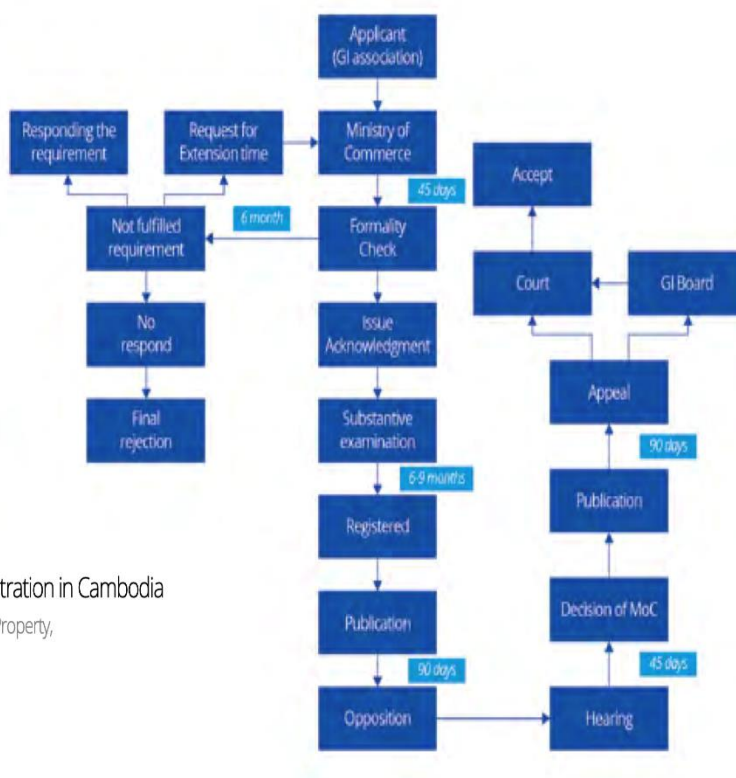 Applicant
(GI association)
Responding the
requirement
Request for
Extension time
Ministry of
Commerce
45 days
Accept
Not fulfilled
requirement
6 month
Formality
Check
Court
GI Board
No
respond
Issue
Acknowledgment
Appeal
Final
rejection
Substantive
examination
90 days
6-9 months
Publication
Registered
tration in Cambodia
Property,
Publication
Decision of MoC
90 days
45 days
Opposition
Hearing